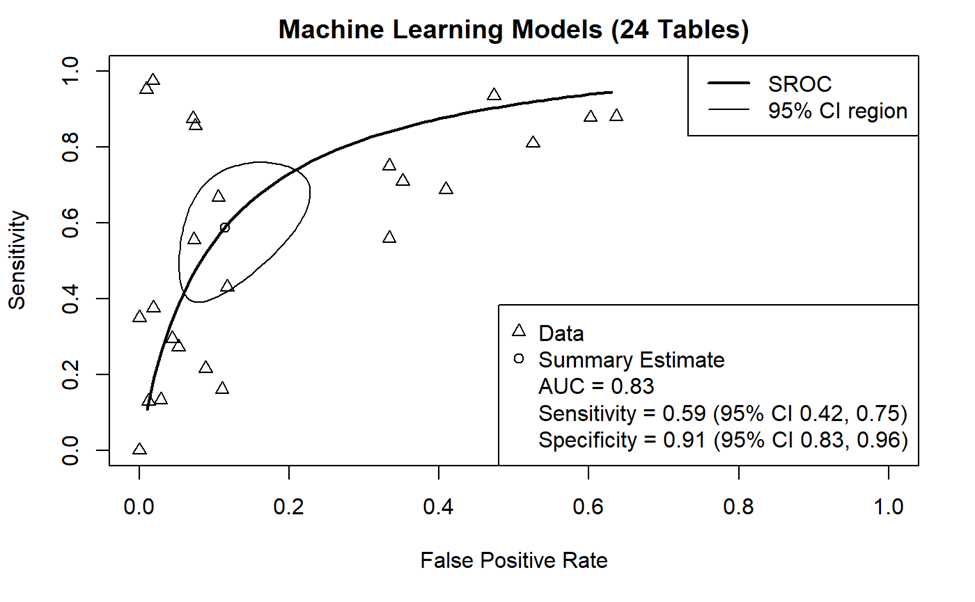 Machine Learning Models (24 Tables)
SROC
95% CI region
1.0
0.8
0.6
0.4
0.2
0.0
Sensitivity
Data
Summary Estimate
AUC = 0.83
Sensitivity = 0.59 (95% CI 0.42, 0.75)
Specificity = 0.91 (95% CI 0.83, 0.96)
0.0 0.2 0.4 0.6 0.8 1.0
False Positive Rate